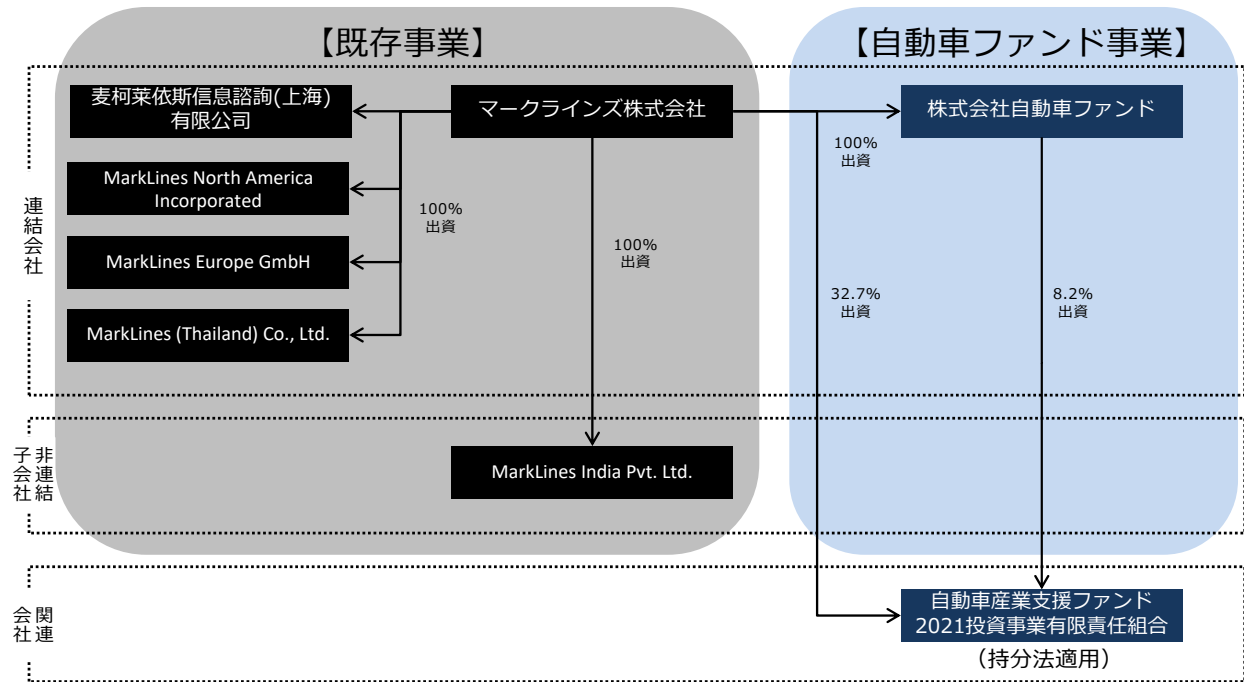 【既存事業】
【自動車ファンド事業】
連結会社
麦柯莱依斯信息諮詢(上海)
有限公司
マークラインズ株式会社
株式会社自動車ファンド
MarkLines North America
Incorporated
MarkLines Europe GmbH
MarkLines (Thailand) Co., Ltd.
100%
出資
100%
出資
100%
出資
32.7%
出資
8.2%
出資
非連結
子会社
MarkLines India Pvt. Ltd.
関連
会社
自動車産業支援ファンド
2021投資事業有限責任組合
（持分法適用）